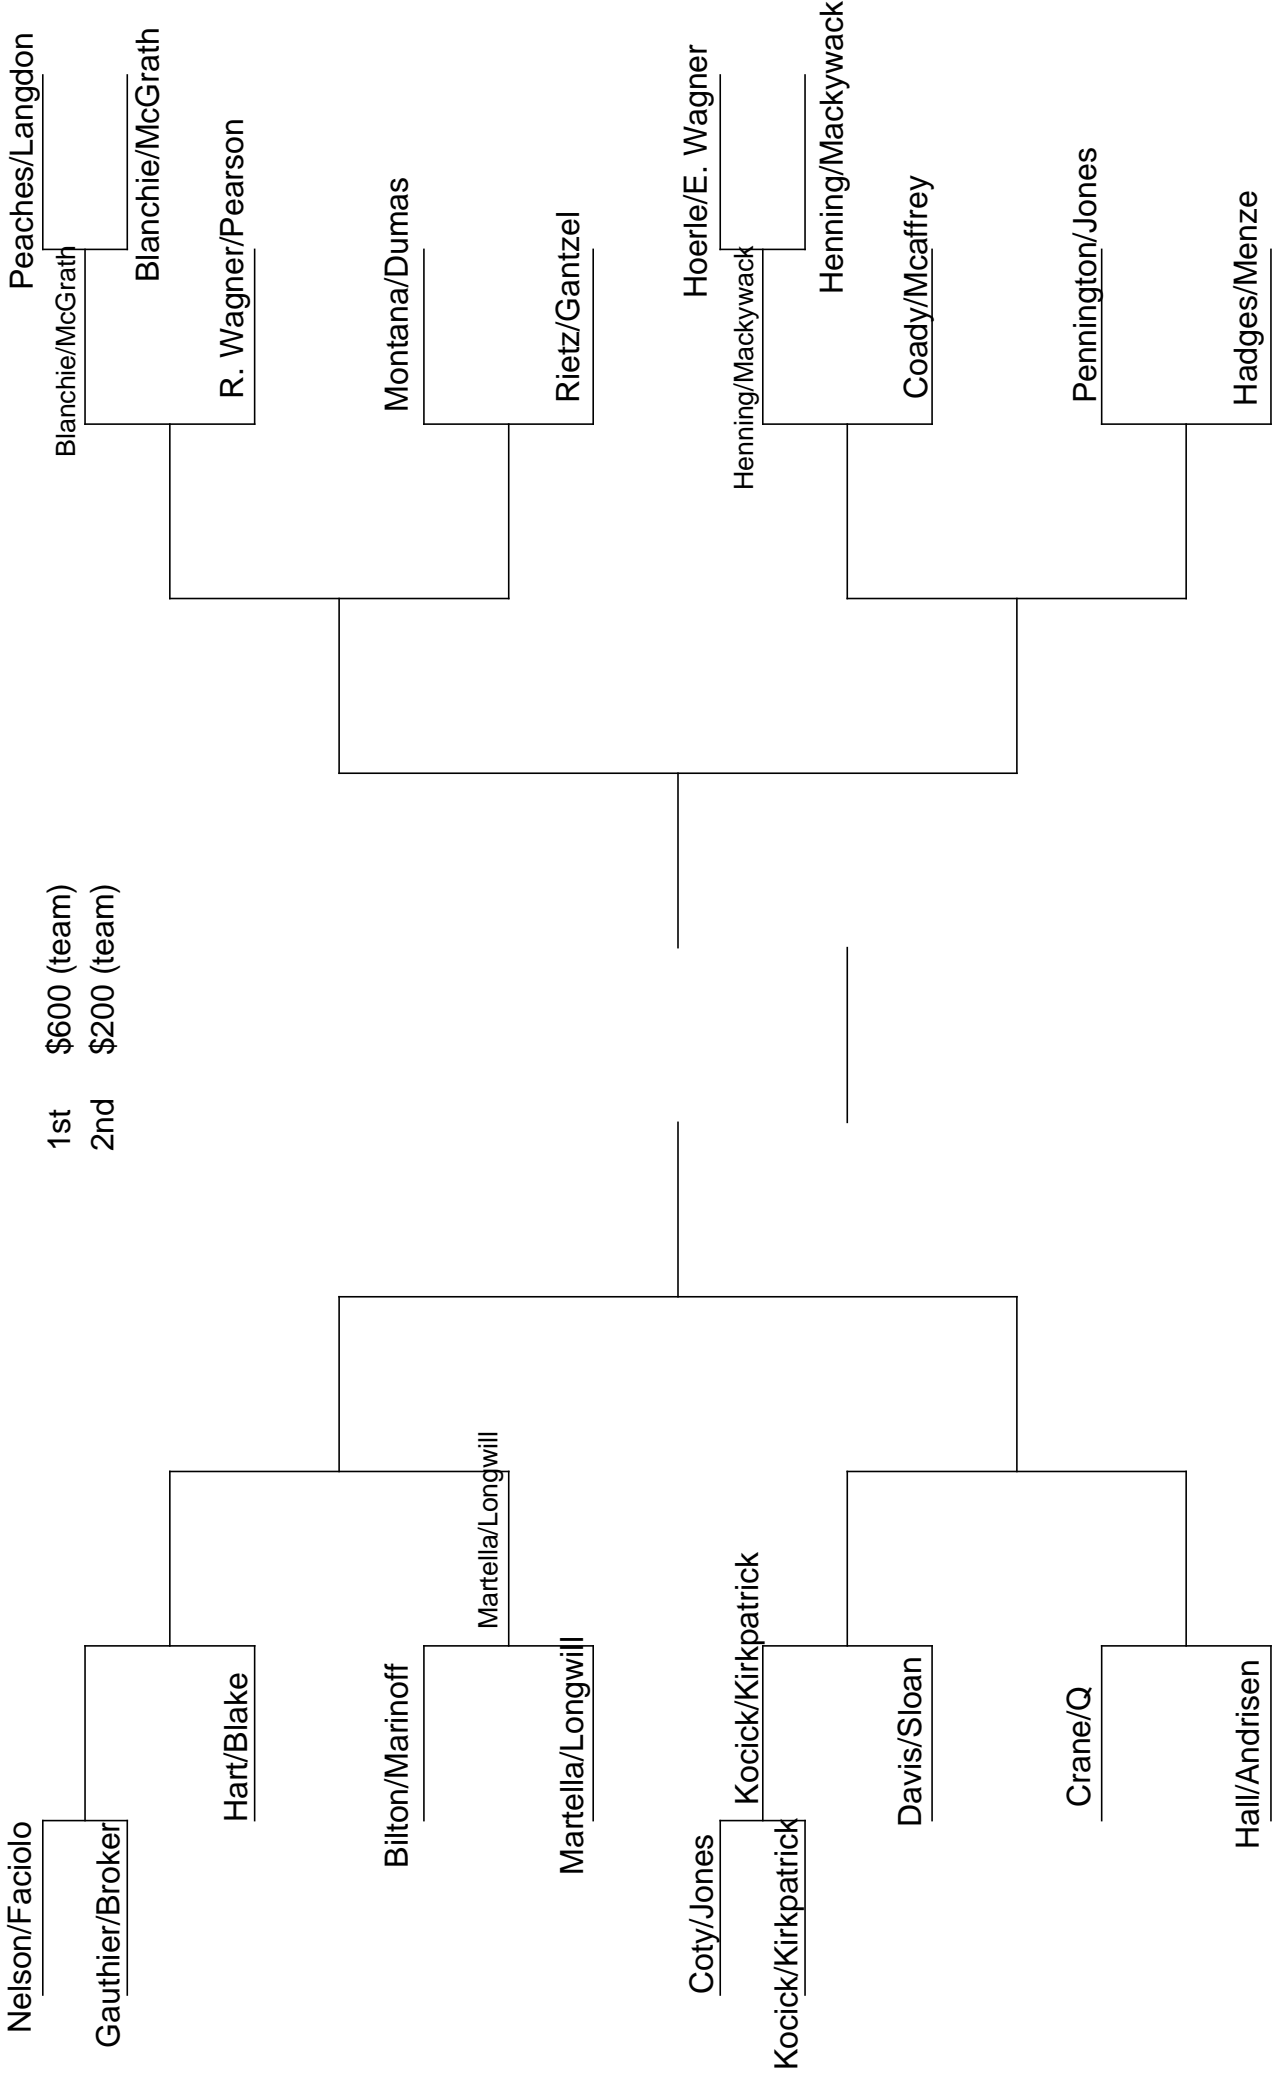 Nelson/Faciolo
Gauthier/Broker
Hart/Blake
Bilton/Marinoff
Martella/Longwill
Martella/Longwill
Coty/Jones
Kocick/Kirkpatrick
Kocick/Kirkpatrick
Davis/Sloan
Crane/Q
Hall/Andrisen
1st $600 (team)
2nd $200 (team)
Peaches/Langdon
Blanchie/McGrath
Blanchie/McGrath
R. Wagner/Pearson
Montana/Dumas
Rietz/Gantzel
Hoerle/E. Wagner
Henning/Mackywack
Henning/Mackywack
Coady/Mcaffrey
Pennington/Jones
Hadges/Menze